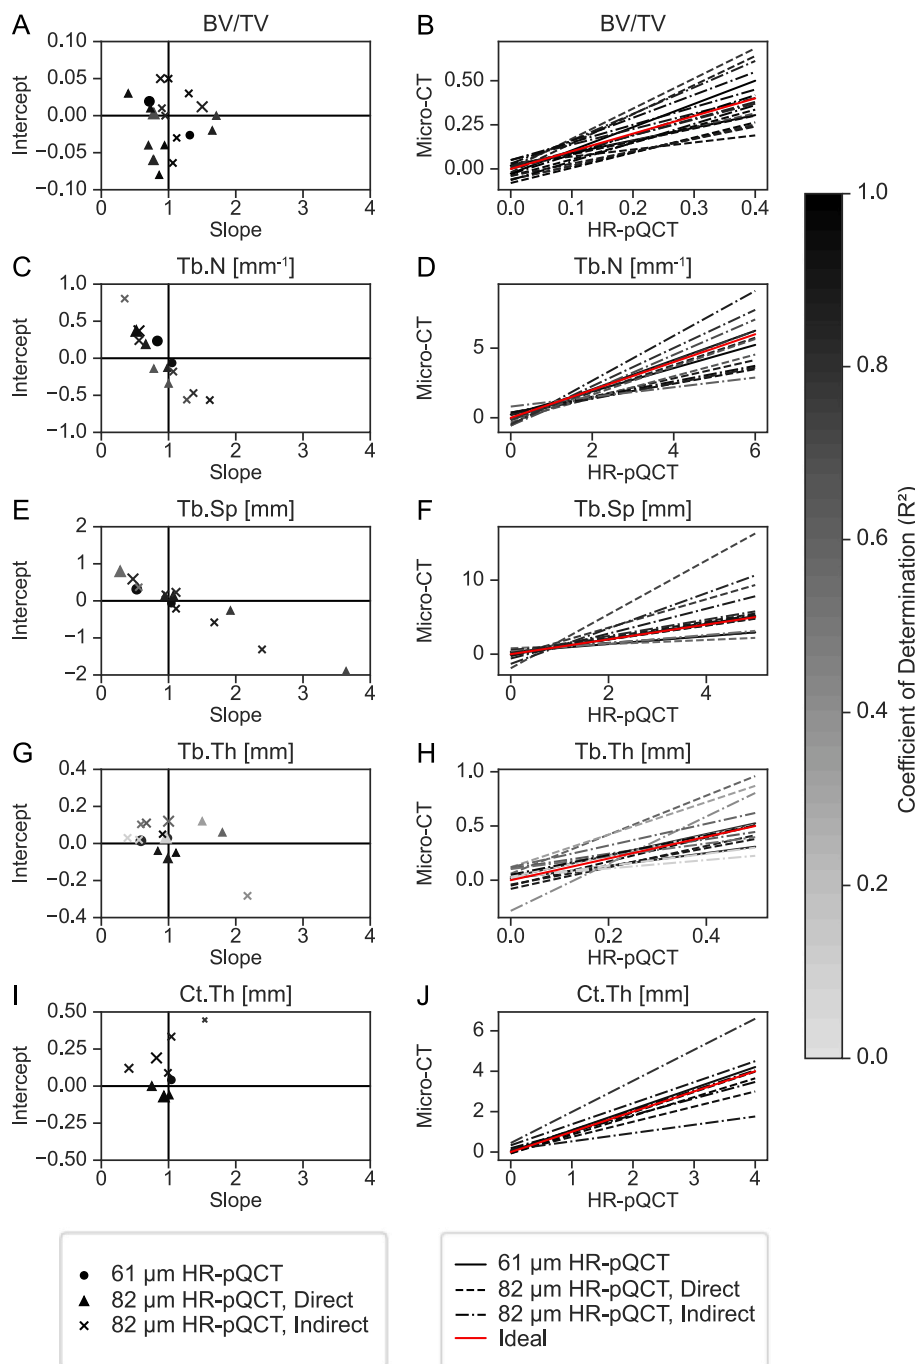 A
BV/TV
0.10
0.05
0.00
−0.05
−0.10
Intercept
0
1
2
3
4
Slope
B
BV/TV
0.50
0.25
0.00
Micro-CT
0.0
0.1
0.2
0.3
0.4
HR-pQCT
C
Tb.N [mm⁻¹]
1.0
0.5
0.0
−0.5
−1.0
Intercept
0
1
2
3
4
Slope
D
Tb.N [mm⁻¹]
5
0
Micro-CT
0
2
4
6
HR-pQCT
E
Tb.Sp [mm]
2
1
0
−1
−2
Intercept
0
1
2
3
4
Slope
F
Tb.Sp [mm]
10
0
Micro-CT
0
2
4
HR-pQCT
G
Tb.Th [mm]
0.4
0.2
0.0
−0.2
−0.4
Intercept
0
1
2
3
4
Slope
H
Tb.Th [mm]
1.0
0.5
0.0
Micro-CT
0.0
0.2
0.4
HR-pQCT
I
Ct.Th [mm]
0.50
0.25
0.00
−0.25
−0.50
Intercept
0
1
2
3
4
Slope
J
Ct.Th [mm]
6
4
2
0
Micro-CT
0
1
2
3
4
HR-pQCT
1.0
0.8
0.6
0.4
0.2
0.0
Coefficient of Determination (R²)
61 µm HR-pQCT
82 µm HR-pQCT, Direct
82 µm HR-pQCT, Indirect
61 µm HR-pQCT
82 µm HR-pQCT, Direct
82 µm HR-pQCT, Indirect
Ideal